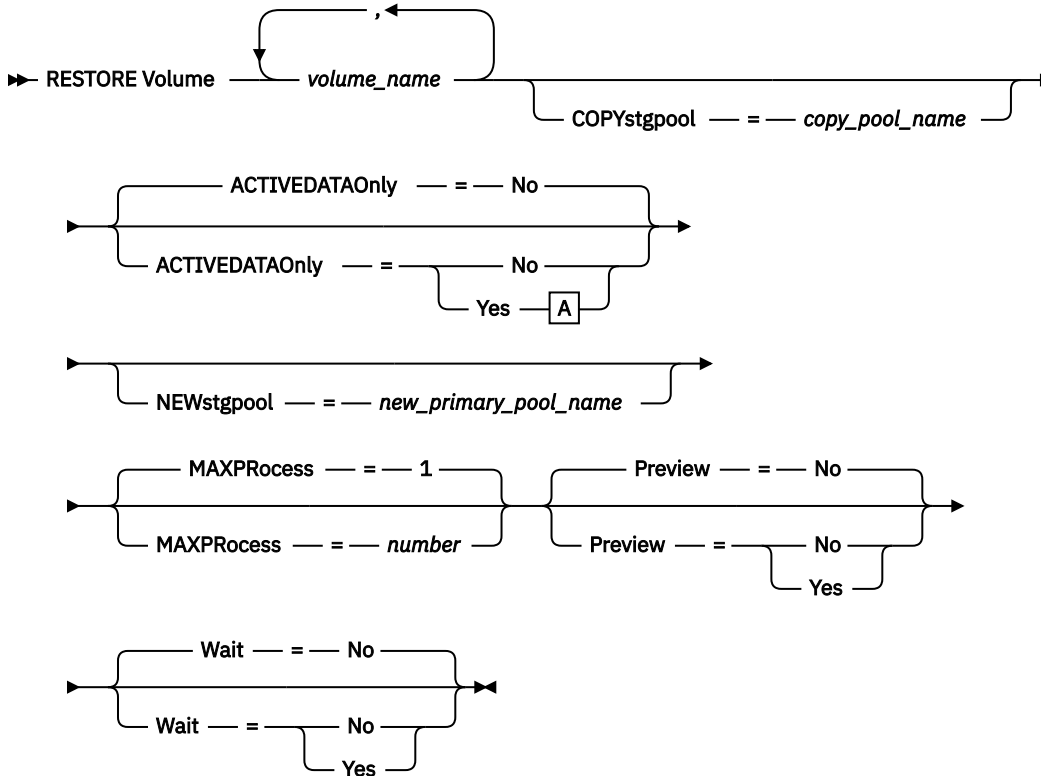 ,
RESTORE Volume volume_name
COPYstgpool = copy_pool_name
ACTIVEDATAOnly = No
ACTIVEDATAOnly = No
Yes A
NEWstgpool = new_primary_pool_name
MAXPRocess = 1 Preview = No
MAXPRocess = number Preview = No
Yes
Wait = No
Wait = No
Yes